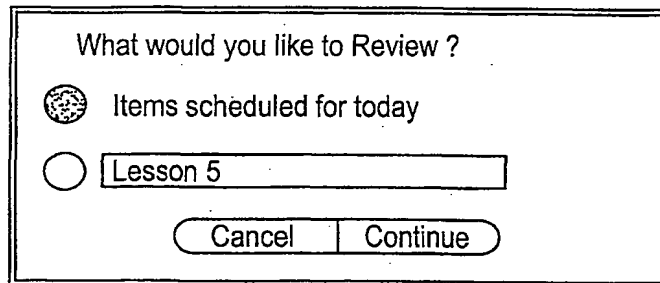 What would you like to Review ?
Items scheduled for today
Lesson 5
Cancel Continue